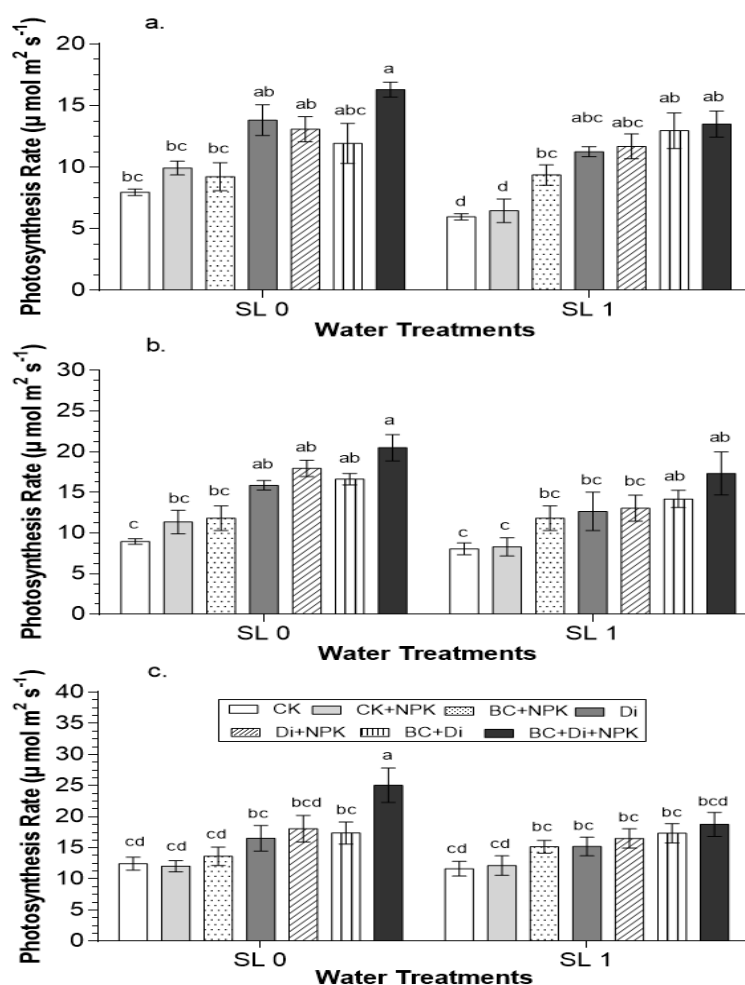 a.
Photosynthesis Rate (µ mol m² s⁻¹)
20
15
10
5
0
bc bc bc ab ab abc a
d d bc abc abc ab ab
SL 0 SL 1
Water Treatments
b.
Photosynthesis Rate (µ mol m² s⁻¹)
30
25
20
15
10
5
0
c bc bc ab ab ab a
c c bc bc bc ab ab
SL 0 SL 1
Water Treatments
c.
Photosynthesis Rate (µ mol m² s⁻¹)
40
35
30
25
20
15
10
5
0
CK CK+NPK BC+NPK Di
Di+NPK BC+Di BC+Di+NPK
cd cd cd bc bcd bc a
cd cd bc bc bc bc bcd
SL 0 SL 1
Water Treatments